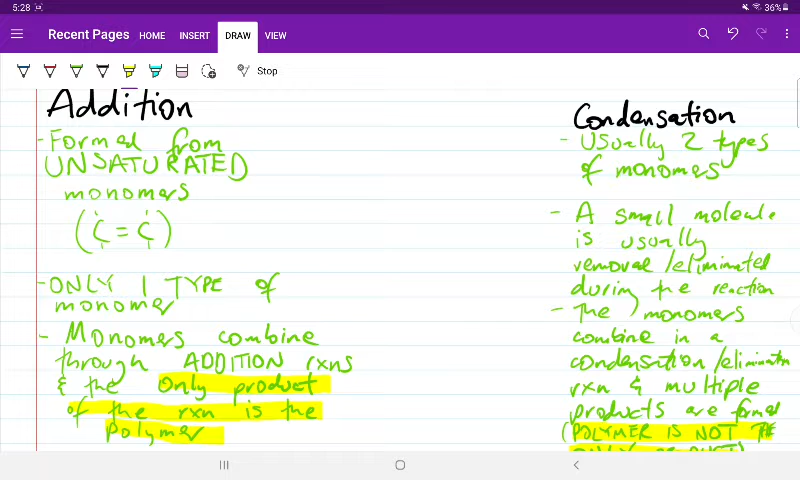 5:28
36%
Recent Pages HOME INSERT DRAW VIEW
Stop
Addition
- Formed from
UNSATURATED
monomers
(C = C)
- ONLY 1 TYPE of
monomer
- Monomers combine
through ADDITION rxns
& the Only product
of the rxn is the
polymer
Condensation
- Usually 2 types
of monomers
- A small molecule
is usually
removal/eliminated
during the reaction
- The monomers
combine in a
condensation/elimination
rxn & multiple
products are formed
(POLYMER IS NOT THE
ONLY PRODUCT)